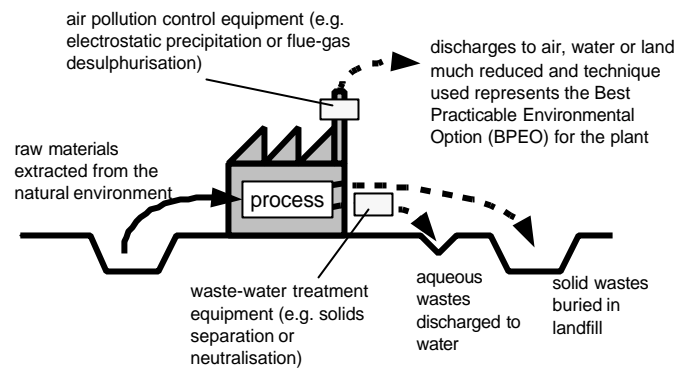 air pollution control equipment (e.g.
electrostatic precipitation or flue-gas
desulphurisation)
discharges to air, water or land
much reduced and technique
used represents the Best
Practicable Environmental
Option (BPEO) for the plant
raw materials
extracted from the
natural environment
process
waste-water treatment
equipment (e.g. solids
separation or
neutralisation)
aqueous
wastes
discharged to
water
solid wastes
buried in
landfill